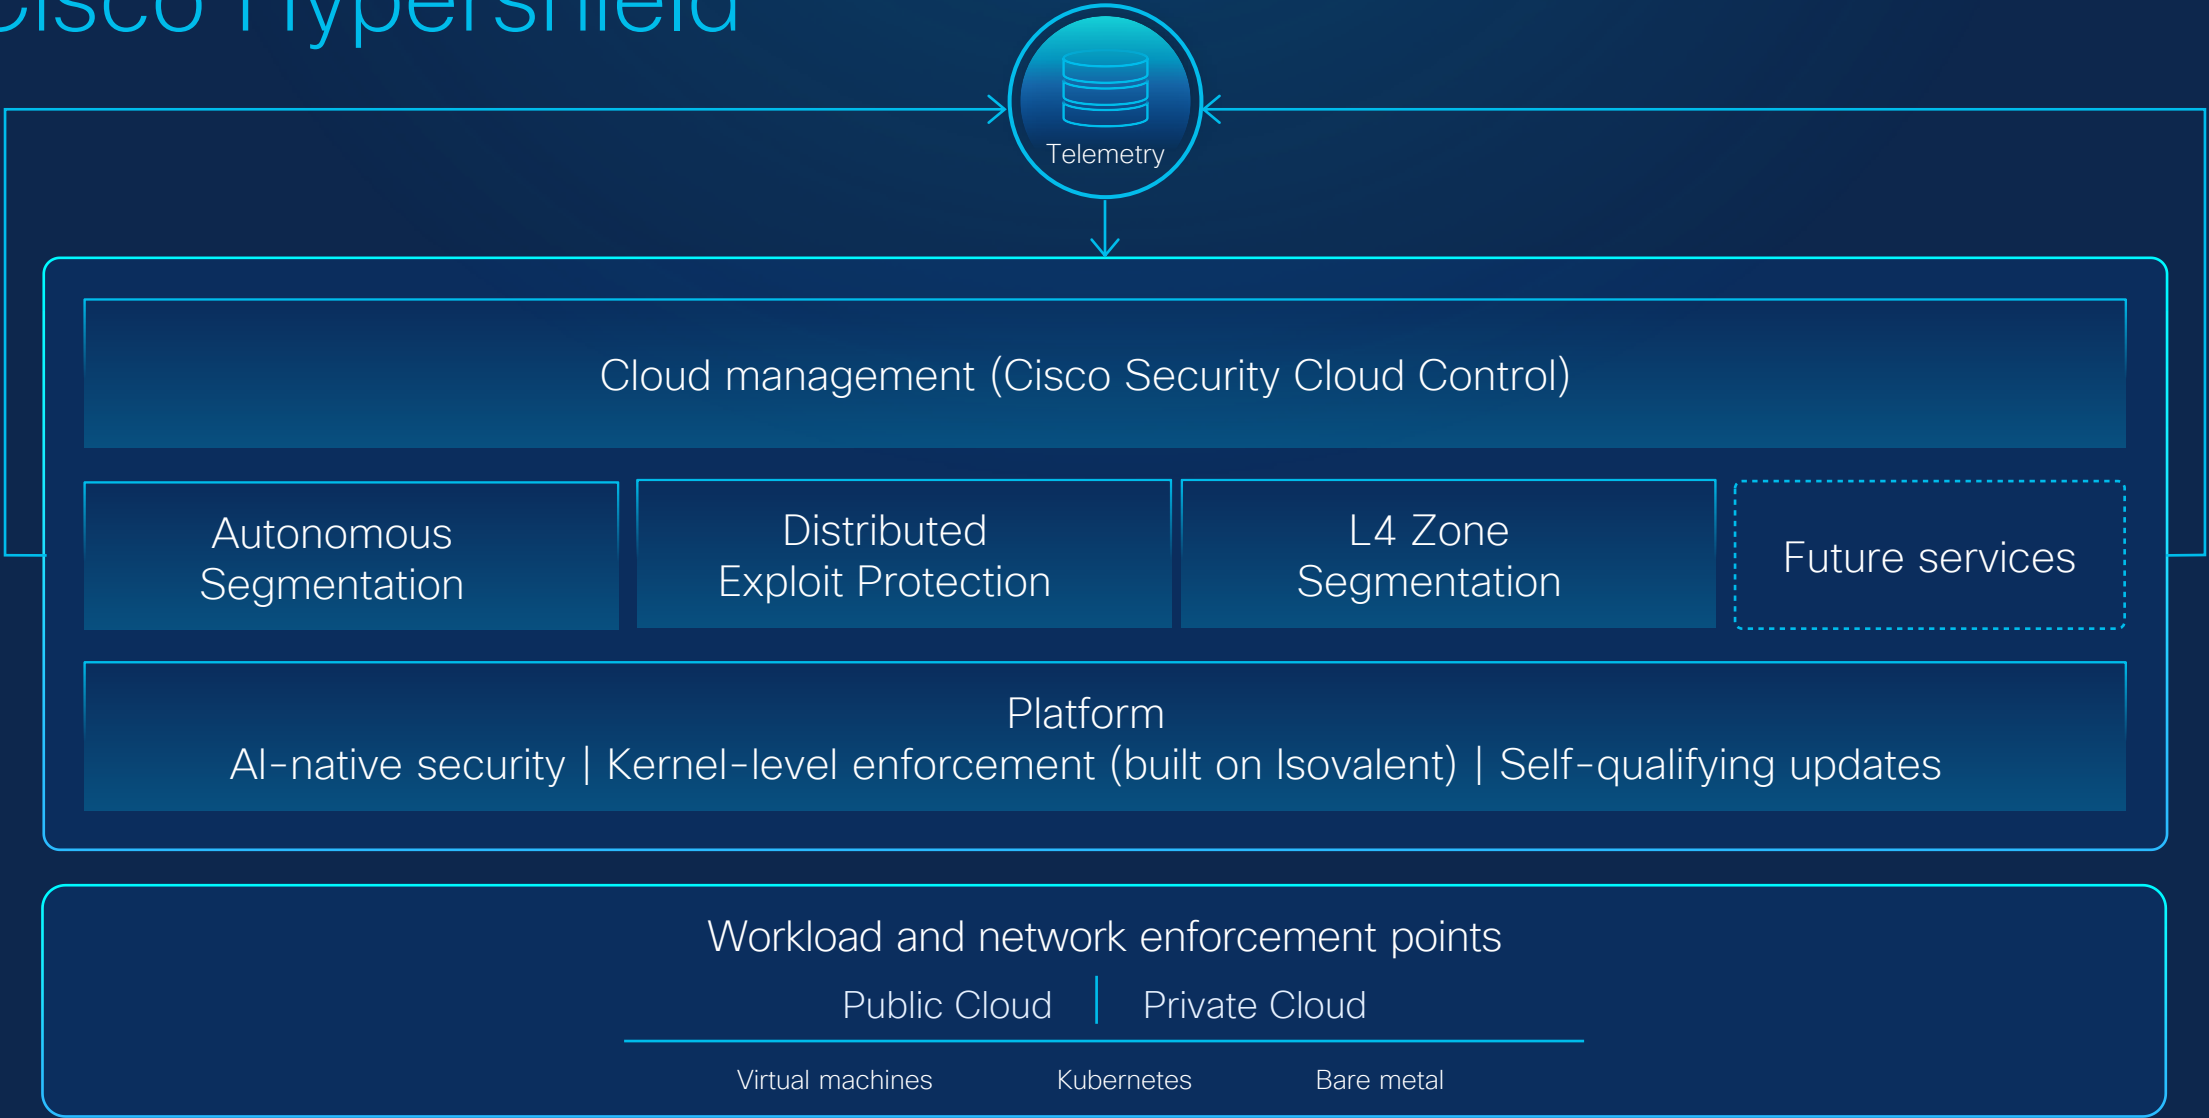 Cisco Hypershield
Telemetry
Cloud management (Cisco Security Cloud Control)
Autonomous
Segmentation
Distributed
Exploit Protection
L4 Zone
Segmentation
Future services
Platform
AI-native security | Kernel-level enforcement (built on Isovalent) | Self-qualifying updates
Workload and network enforcement points
Public Cloud | Private Cloud
Virtual machines Kubernetes Bare metal